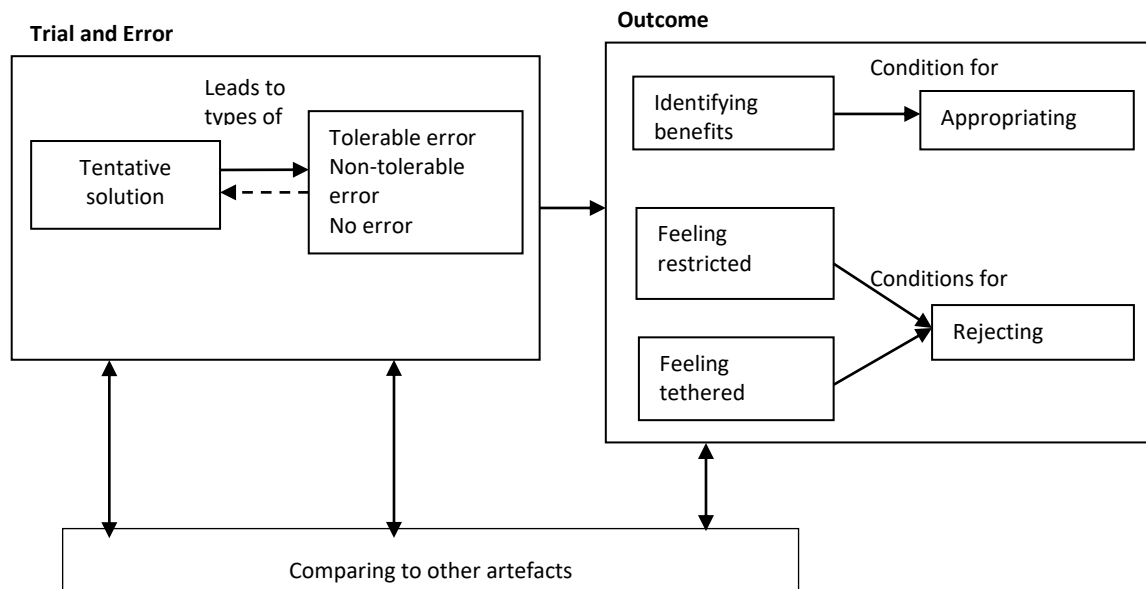 Trial and Error
Leads to
types of
Tentative
solution
Tolerable error
Non-tolerable
error
No error
Outcome
Condition for
Identifying
benefits
Appropriating
Feeling
restricted
Conditions for
Rejecting
Feeling
tethered
Comparing to other artefacts